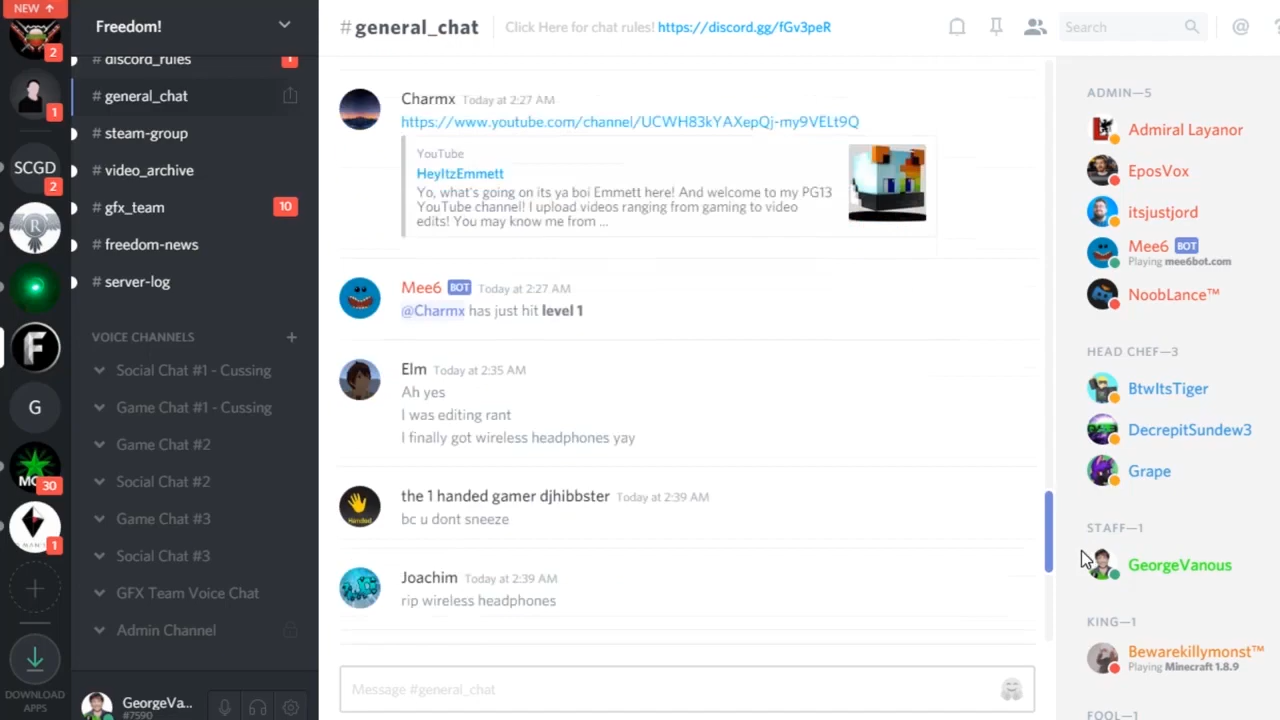 NEW ↑
2
1
SCGD
2
R
F
G
MC
30
1
DOWNLOAD
APPS
Freedom!
# discord_rules
1
# general_chat
# steam-group
# video_archive
# gfx_team
10
# freedom-news
# server-log
VOICE CHANNELS
Social Chat #1 - Cussing
Game Chat #1 - Cussing
Game Chat #2
Social Chat #2
Game Chat #3
Social Chat #3
GFX Team Voice Chat
Admin Channel
GeorgeVa...
#7590
#general_chat
Click Here for chat rules! https://discord.gg/fGv3peR
Search
@
?
Charmx Today at 2:27 AM
https://www.youtube.com/channel/UCWH83kYAXepQj-my9VELt9Q
YouTube
HeyItzEmmett
Yo, what's going on its ya boi Emmett here! And welcome to my PG13
YouTube channel! I upload videos ranging from gaming to video
edits! You may know me from ...
Mee6 BOT Today at 2:27 AM
@Charmx has just hit level 1
Elm Today at 2:35 AM
Ah yes
I was editing rant
I finally got wireless headphones yay
the 1 handed gamer djhibbster Today at 2:39 AM
bc u dont sneeze
Joachim Today at 2:39 AM
rip wireless headphones
Message #general_chat
ADMIN—5
Admiral Layanor
EposVox
itsjustjord
Mee6 BOT
Playing mee6bot.com
NoobLance™
HEAD CHEF—3
BtwItsTiger
DecrepitSundew3
Grape
STAFF—1
GeorgeVanous
KING—1
Bewarekillymonst™
Playing Minecraft 1.8.9
FOOL—1